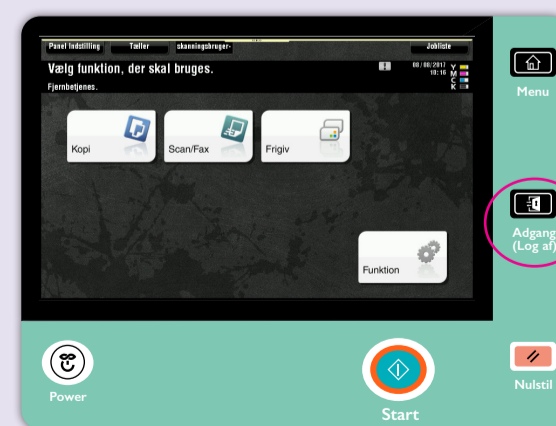 Panel Indstilling Tæller skanningsbruger- Jobliste
Vælg funktion, der skal bruges.
08/08/2017
10:16
Y
M
C
K
Fjernbetjenes.
Kopi
Scan/Fax
Frigiv
Funktion
Menu
Adgang
(Log af)
Nulstil
Power
Start